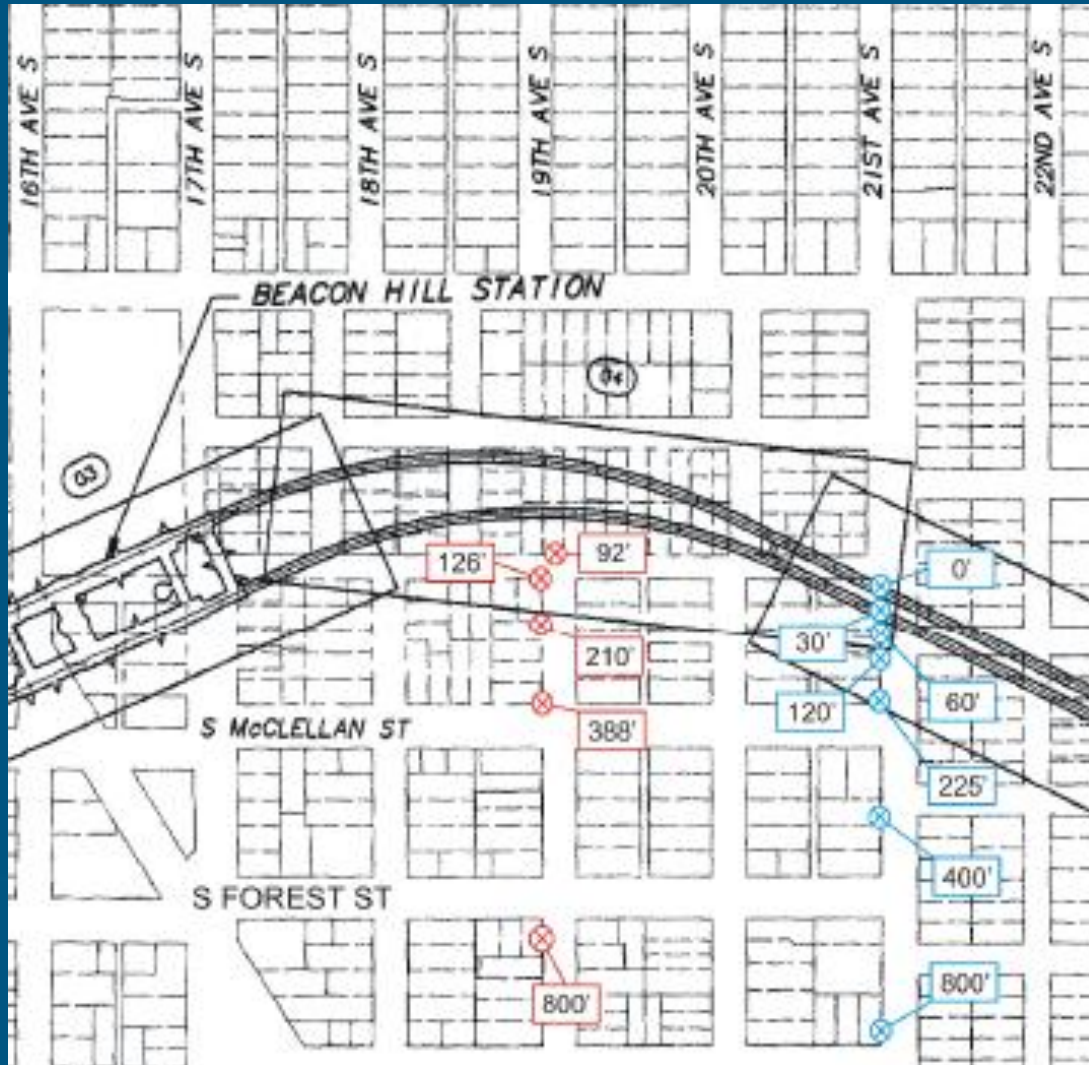 16TH AVE S
17TH AVE S
18TH AVE S
19TH AVE S
20TH AVE S
21ST AVE S
22ND AVE S
BEACON HILL STATION
04
03
126'
92'
0'
30'
210'
60'
120'
388'
S McCLELLAN ST
225'
400'
S FOREST ST
800'
800'